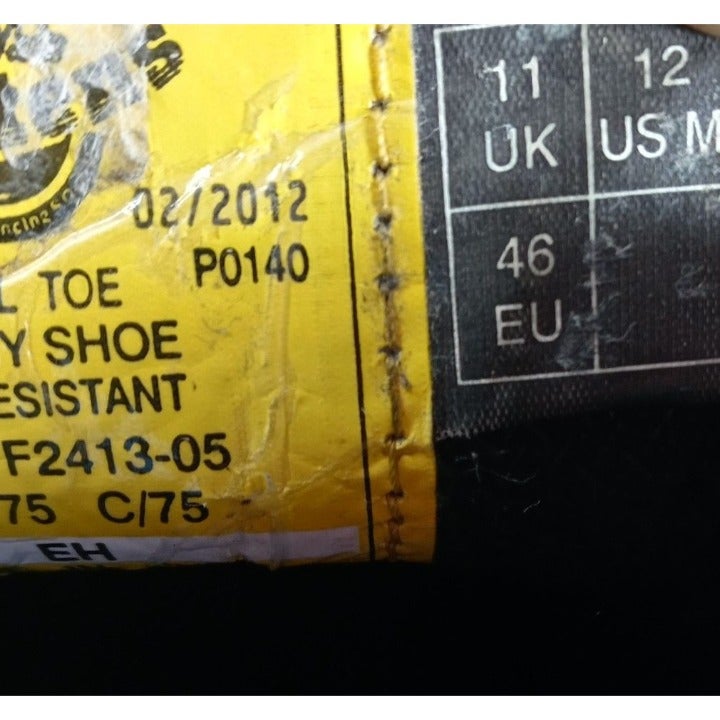 02/2012
P0140
L TOE
Y SHOE
ESISTANT
F2413-05
75 C/75
EH
11
UK
12
US M
46
EU